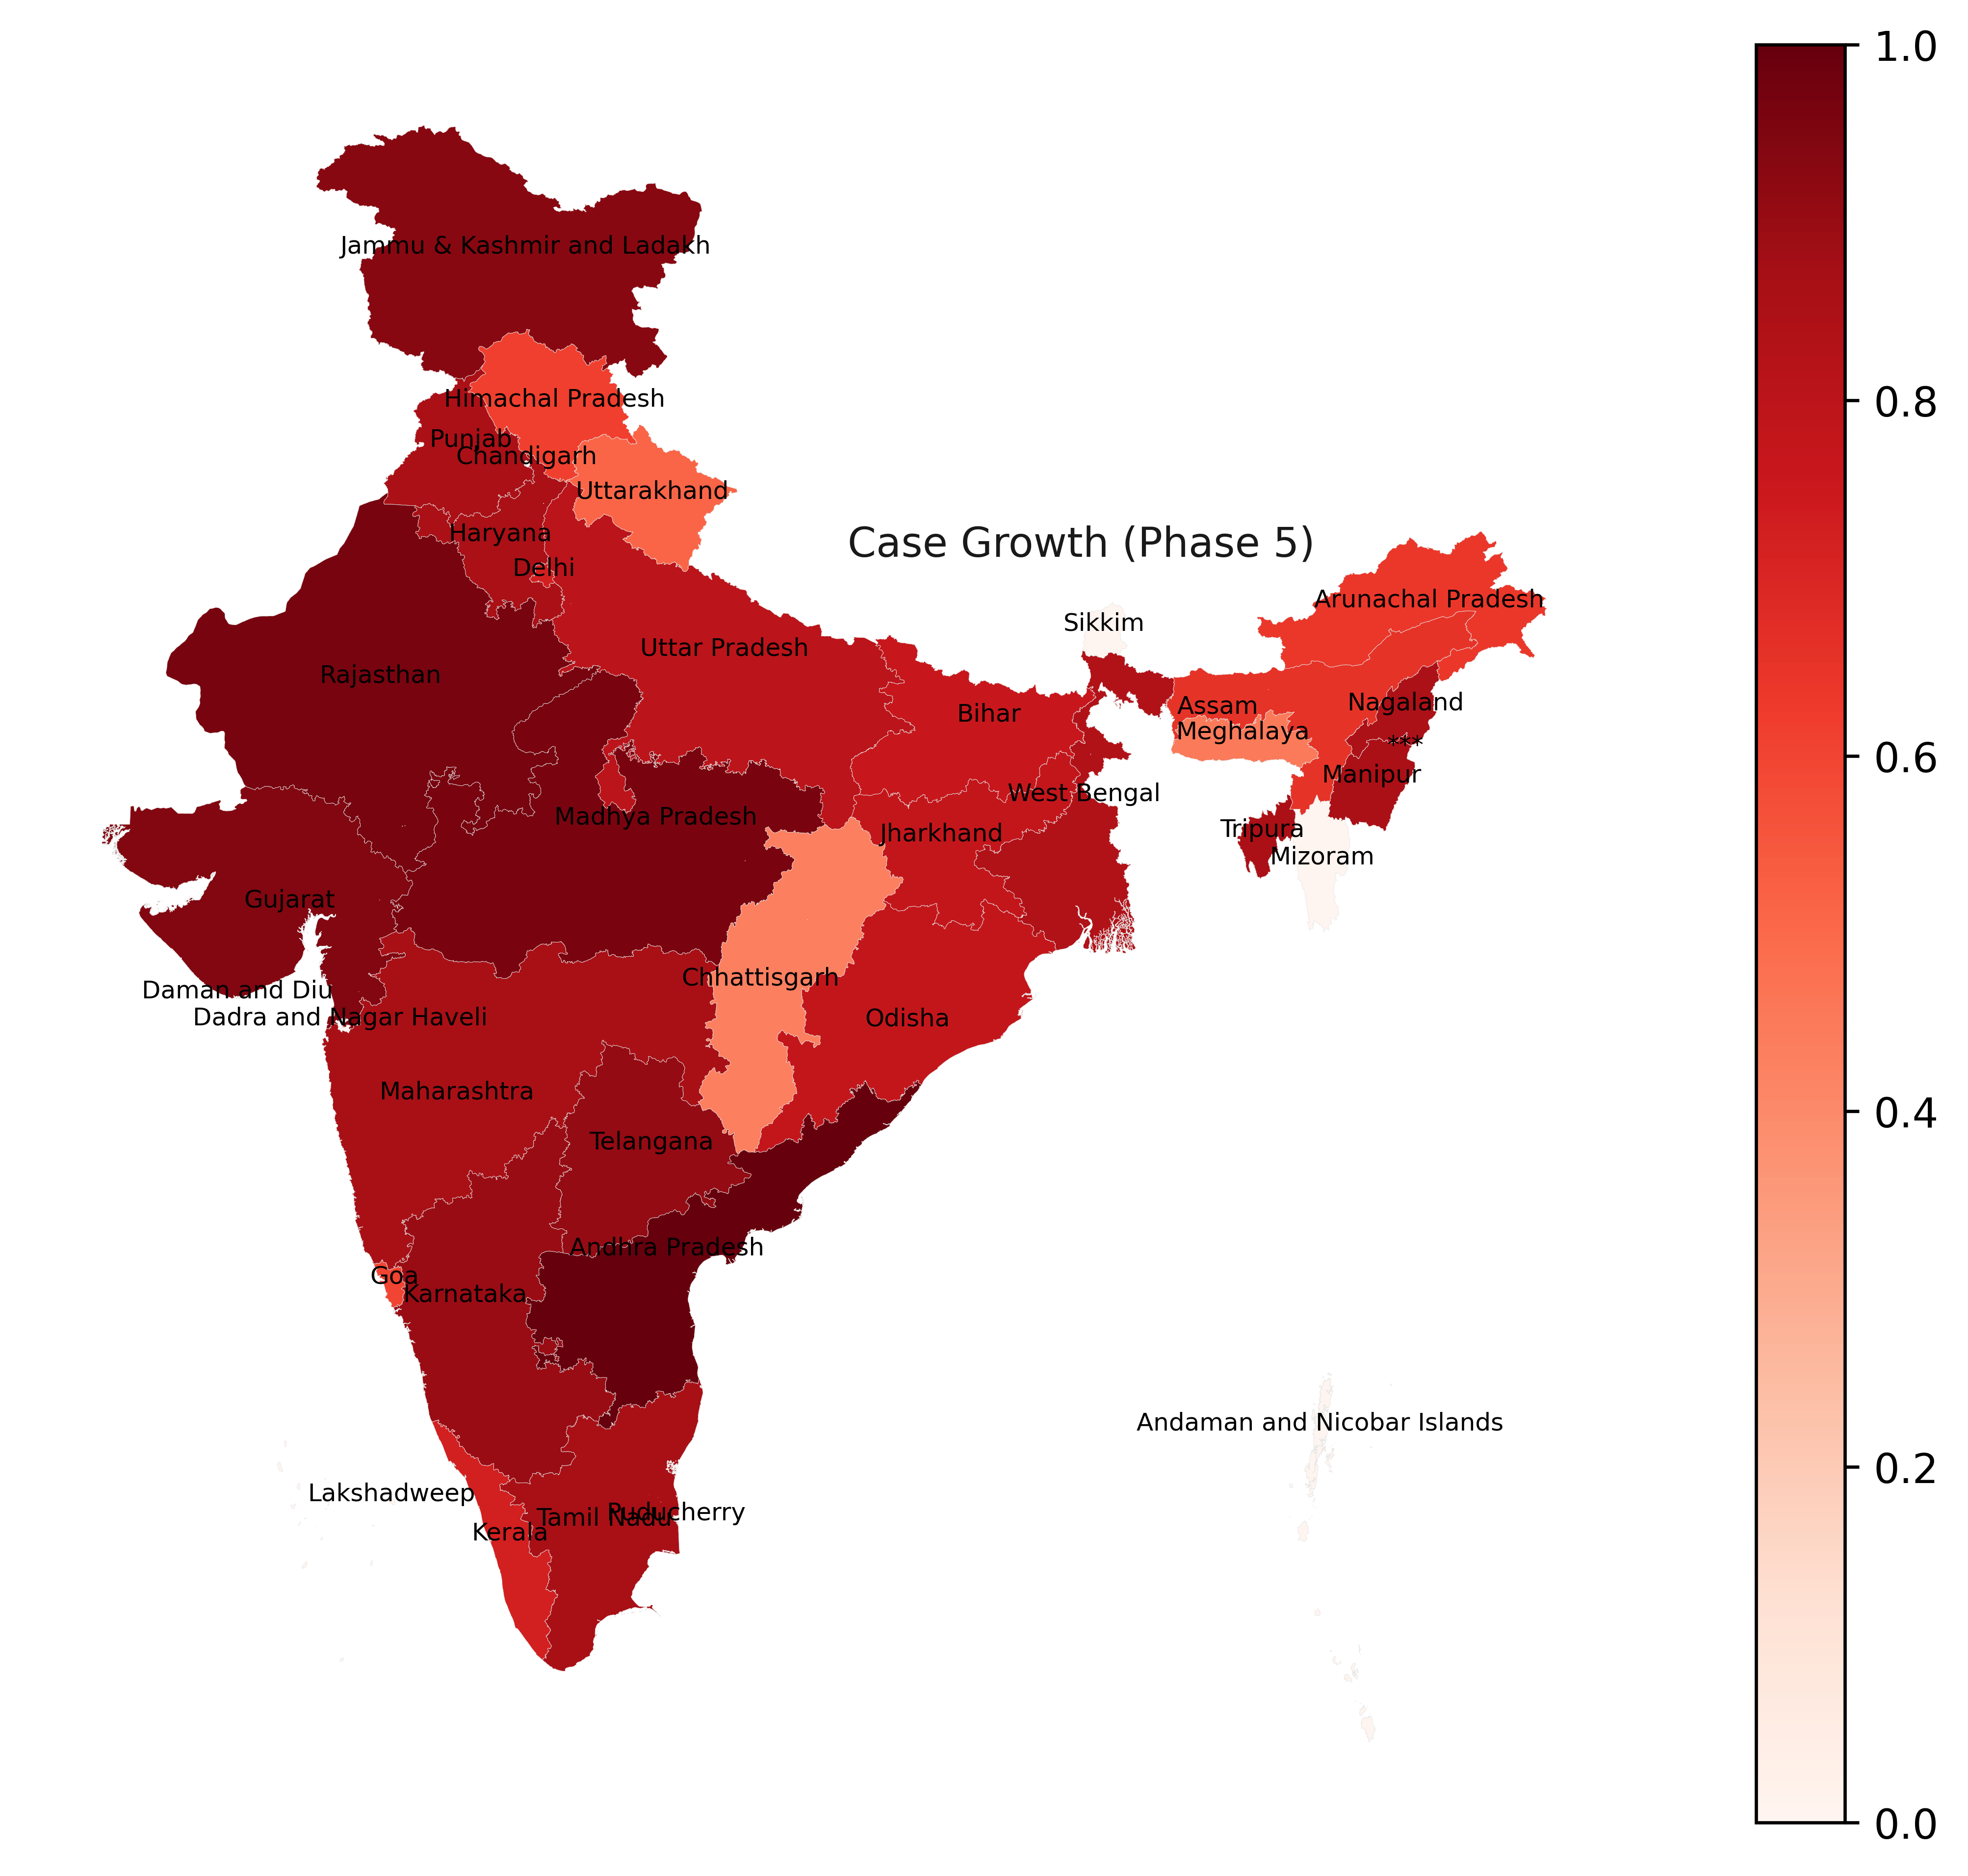 1.0
Jammu & Kashmir and Ladakh
Himachal Pradesh
0.8
Punjab
Chandigarh
Uttarakhand
Haryana
Case Growth (Phase 5)
Delhi
Arunachal Pradesh
Sikkim
Uttar Pradesh
Rajasthan
Nagaland
Assam
Bihar
Meghalaya
***
0.6
Manipur
West Bengal
Madhya Pradesh
Tripura
Jharkhand
Mizoram
Gujarat
Chhattisgarh
Daman and Diu
Dadra and Nagar Haveli
Odisha
Maharashtra
0.4
Telangana
Andhra Pradesh
Goa
Karnataka
Andaman and Nicobar Islands
0.2
Lakshadweep
Puducherry
Tamil Nadu
Kerala
0.0